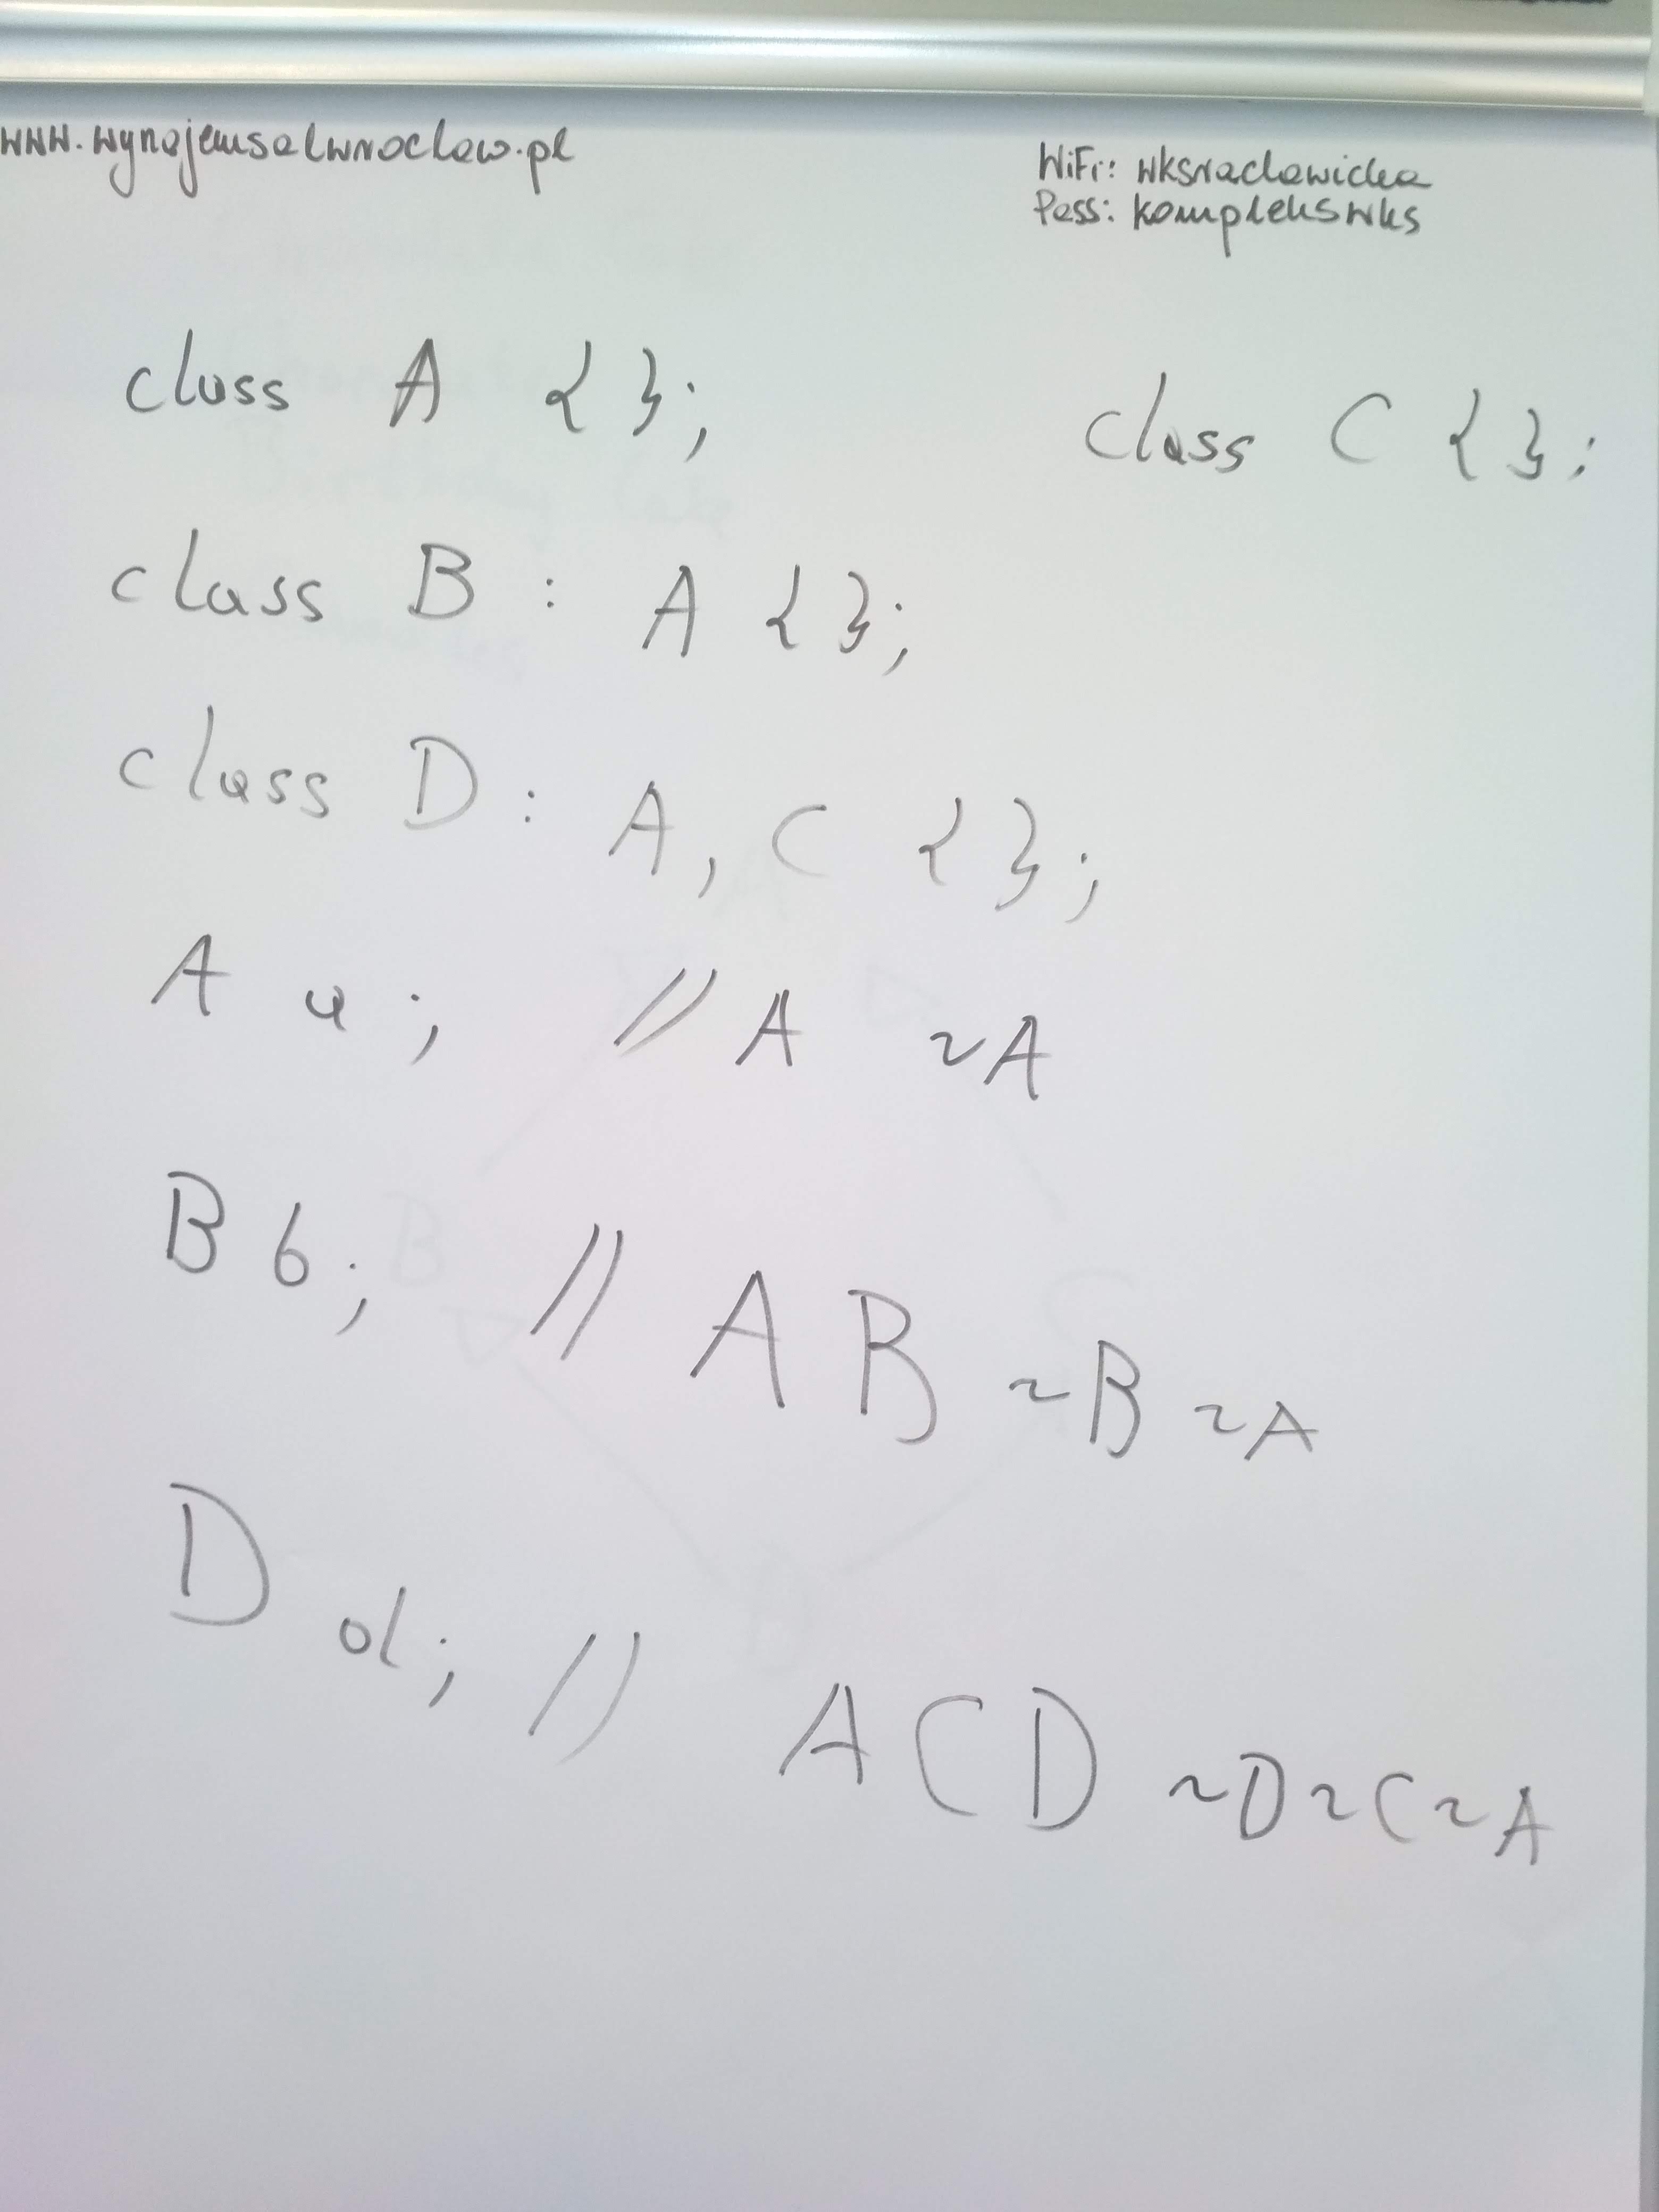 www.wynajemsalwroclaw.pl
WiFi: wksraclawicka
Pass: komplekswks
class A { };
class C { };
class B : A { };
class D : A, C { };
A a; // A ~A
B b; // A B ~B ~A
D d; // A C D ~D ~C ~A